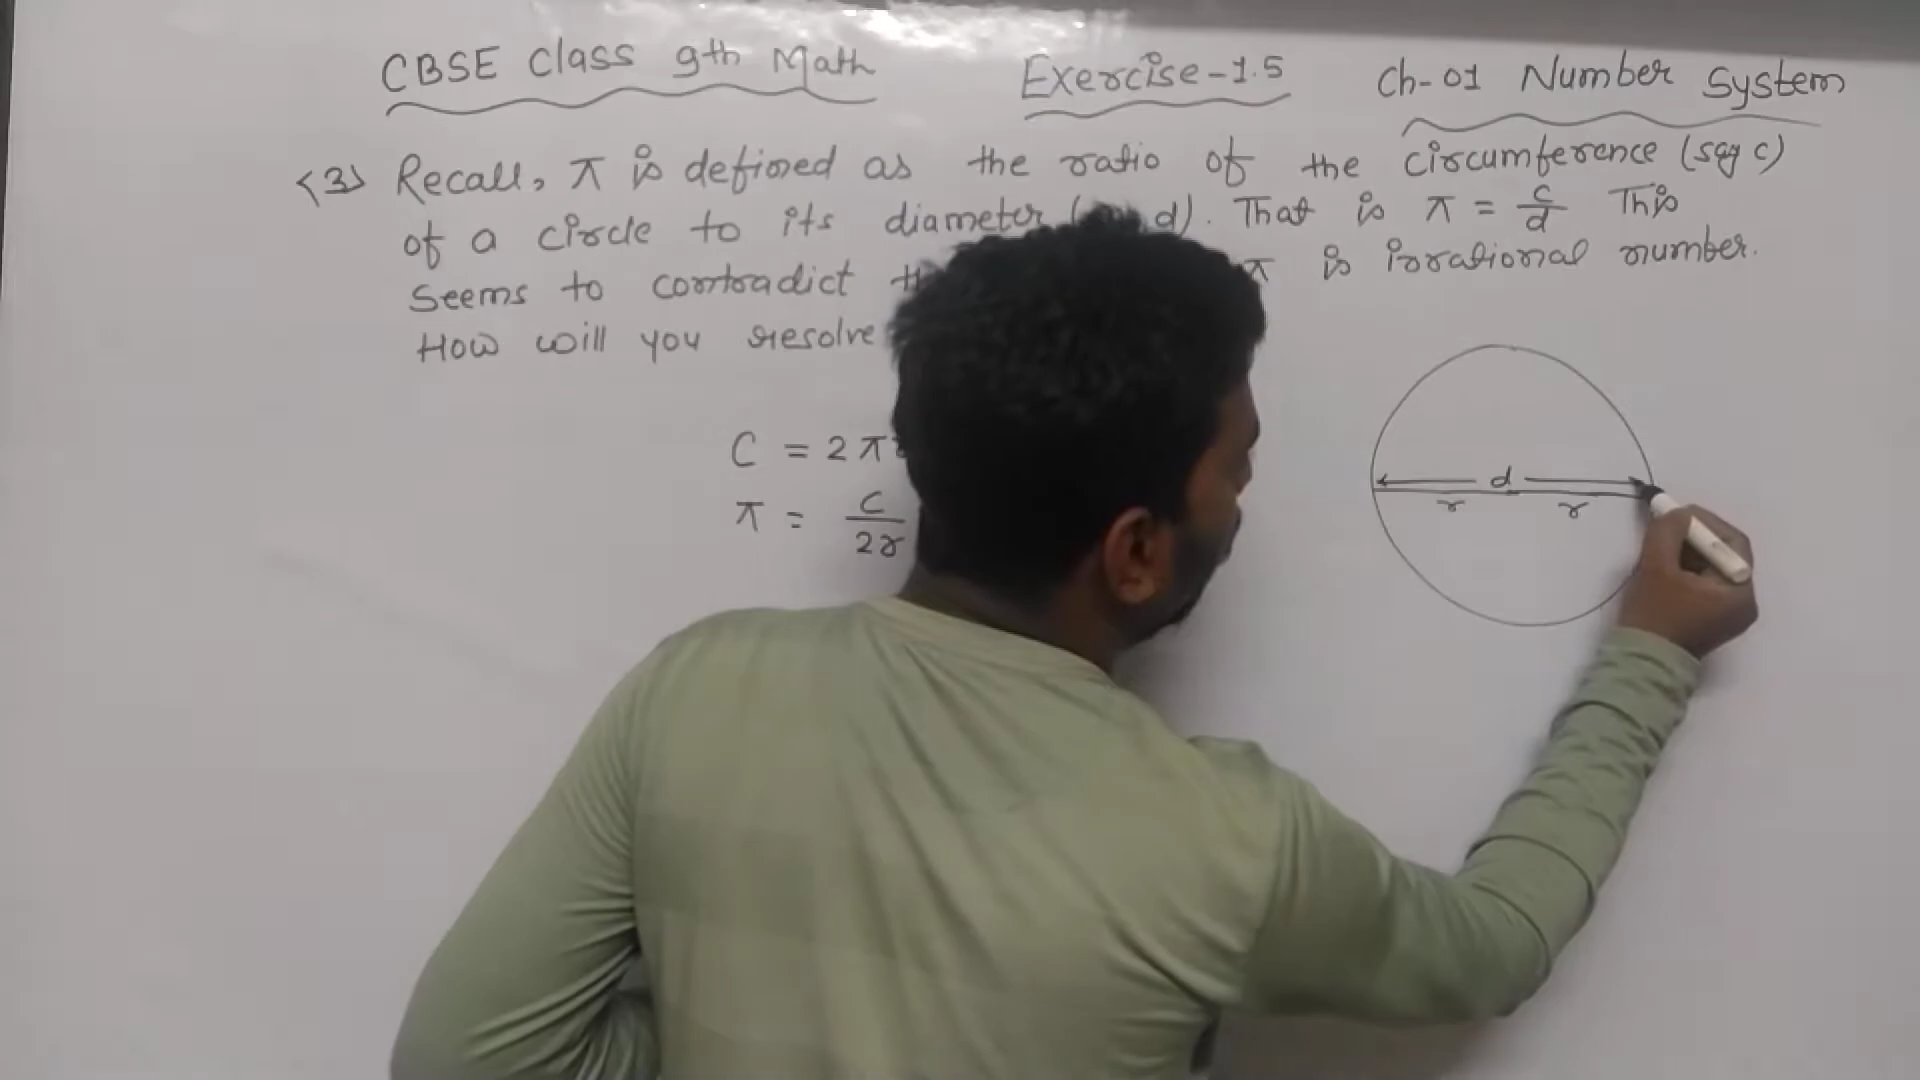 CBSE Class 9th Math Exercise-1.5 Ch-01 Number System
<3> Recall, π is defined as the ratio of the circumference (say c)
of a circle to its diameter ( d). That is π = c/d This
Seems to contradict π is irrational number.
How will you resolve
C = 2π
π = C/2r
d
r r